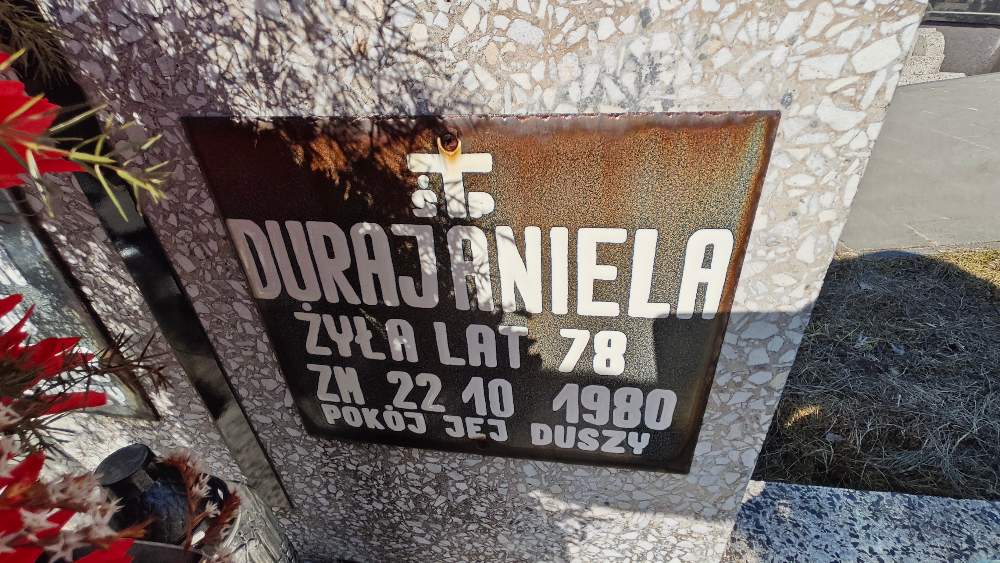 DURAJ ANIELA
ŻYŁA LAT 78
ZM 22 10 1980
POKÓJ JEJ DUSZY